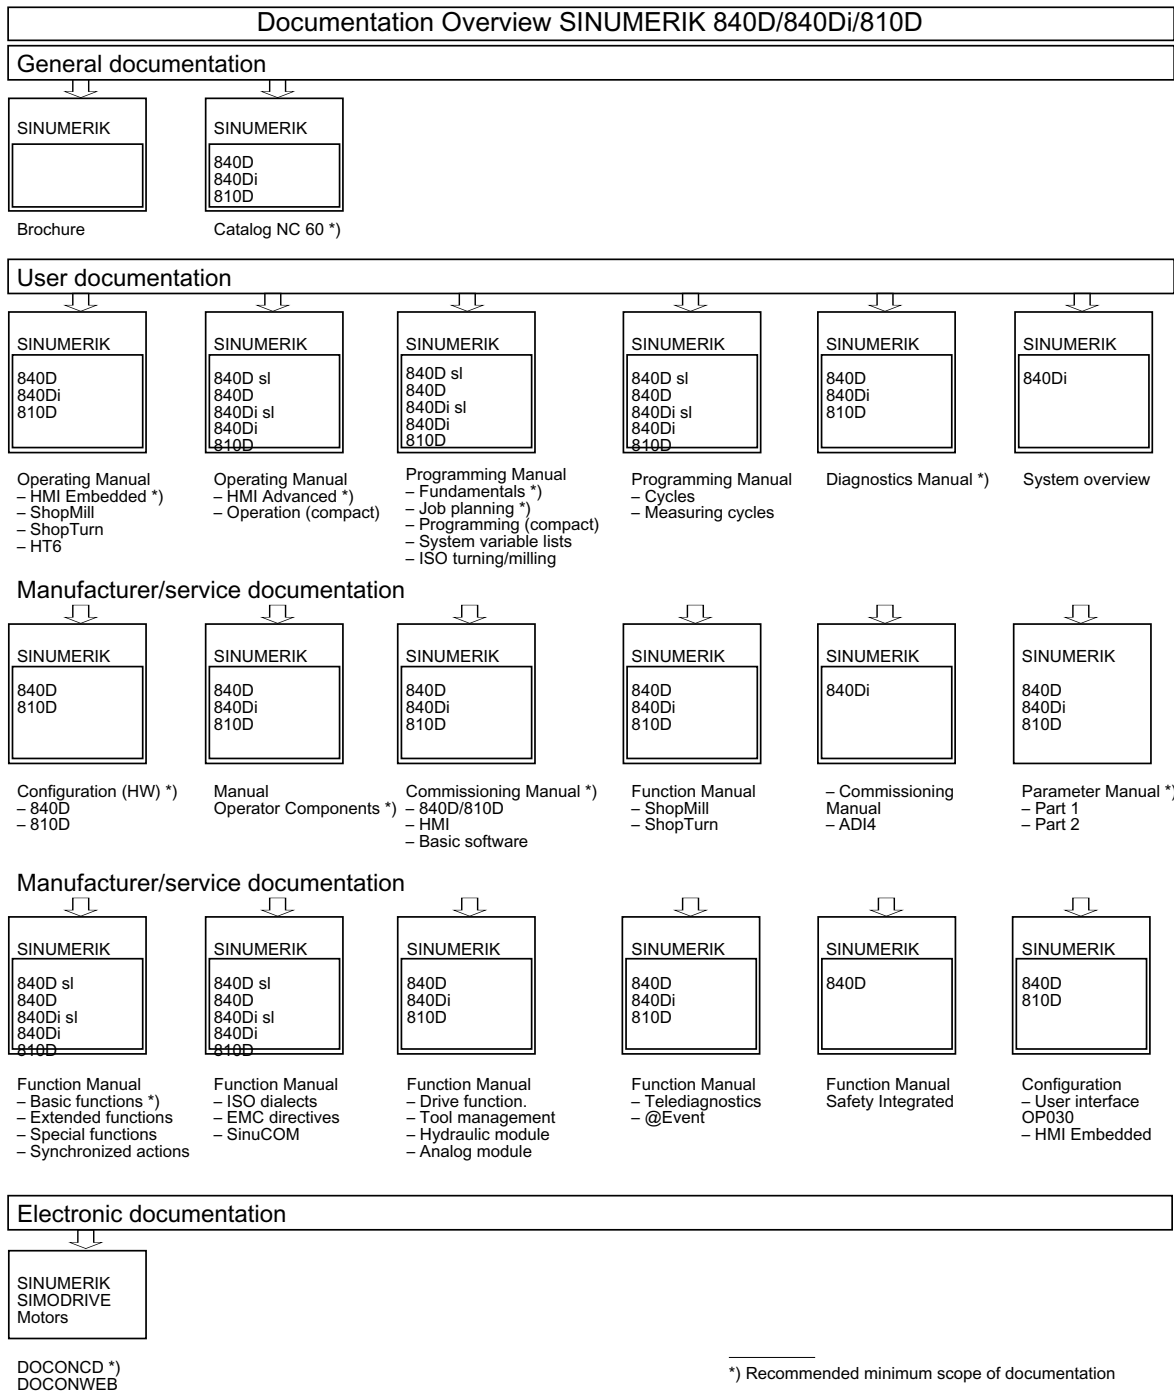 Documentation Overview SINUMERIK 840D/840Di/810D
General documentation
SINUMERIK
Brochure
SINUMERIK
840D
840Di
810D
Catalog NC 60 *)
User documentation
SINUMERIK
840D
840Di
810D
Operating Manual
– HMI Embedded *)
– ShopMill
– ShopTurn
– HT6
SINUMERIK
840D sl
840D
840Di sl
840Di
810D
Operating Manual
– HMI Advanced *)
– Operation (compact)
SINUMERIK
840D sl
840D
840Di sl
840Di
810D
Programming Manual
– Fundamentals *)
– Job planning *)
– Programming (compact)
– System variable lists
– ISO turning/milling
SINUMERIK
840D sl
840D
840Di sl
840Di
810D
Programming Manual
– Cycles
– Measuring cycles
SINUMERIK
840D
840Di
810D
Diagnostics Manual *)
SINUMERIK
840Di
System overview
Manufacturer/service documentation
SINUMERIK
840D
810D
Configuration (HW) *)
– 840D
– 810D
SINUMERIK
840D
840Di
810D
Manual
Operator Components *)
SINUMERIK
840D
840Di
810D
Commissioning Manual *)
– 840D/810D
– HMI
– Basic software
SINUMERIK
840D
840Di
810D
Function Manual
– ShopMill
– ShopTurn
SINUMERIK
840Di
– Commissioning
Manual
– ADI4
SINUMERIK
840D
840Di
810D
Parameter Manual *)
– Part 1
– Part 2
Manufacturer/service documentation
SINUMERIK
840D sl
840D
840Di sl
840Di
810D
Function Manual
– Basic functions *)
– Extended functions
– Special functions
– Synchronized actions
SINUMERIK
840D sl
840D
840Di sl
840Di
810D
Function Manual
– ISO dialects
– EMC directives
– SinuCOM
SINUMERIK
840D
840Di
810D
Function Manual
– Drive function.
– Tool management
– Hydraulic module
– Analog module
SINUMERIK
840D
840Di
810D
Function Manual
– Telediagnostics
– @Event
SINUMERIK
840D
Function Manual
Safety Integrated
SINUMERIK
840D
810D
Configuration
– User interface
OP030
– HMI Embedded
Electronic documentation
SINUMERIK
SIMODRIVE
Motors
DOCONCD *)
DOCONWEB
*) Recommended minimum scope of documentation